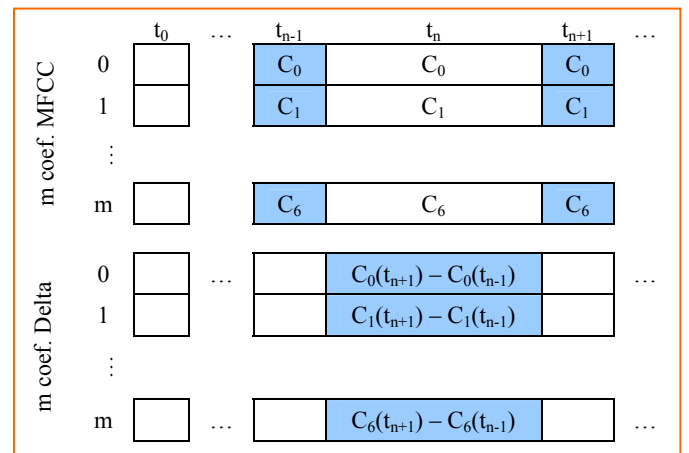 t0 … tn-1 tn tn+1 …
m coef. MFCC
0 C0 C0 C0
1 C1 C1 C1
⋮
m C6 C6 C6
m coef. Delta
0 … C0(tn+1) – C0(tn-1) …
1 C1(tn+1) – C1(tn-1)
⋮
m … C6(tn+1) – C6(tn-1) …